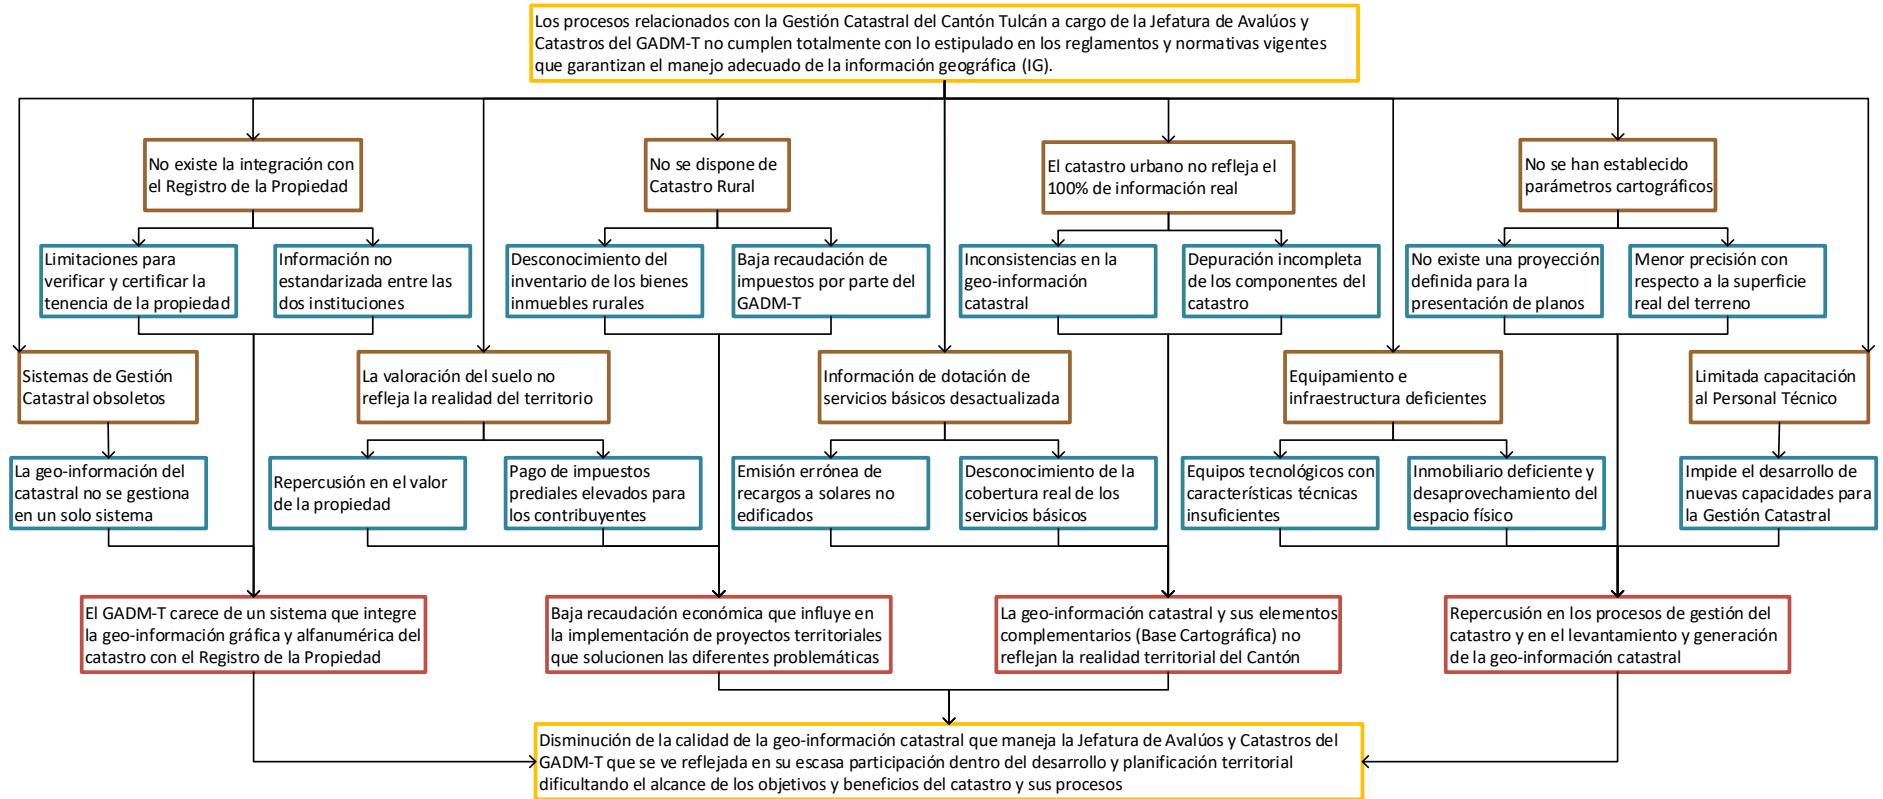 Los procesos relacionados con la Gestión Catastral del Cantón Tulcán a cargo de la Jefatura de Avalúos y
Catastros del GADM-T no cumplen totalmente con lo estipulado en los reglamentos y normativas vigentes
que garantizan el manejo adecuado de la información geográfica (IG).
No existe la integración con
el Registro de la Propiedad
No se dispone de
Catastro Rural
El catastro urbano no refleja el
100% de información real
No se han establecido
parámetros cartográficos
Limitaciones para
verificar y certificar la
tenencia de la propiedad
Información no
estandarizada entre las
dos instituciones
Desconocimiento del
inventario de los bienes
inmuebles rurales
Baja recaudación de
impuestos por parte del
GADM-T
Inconsistencias en la
geo-información
catastral
Depuración incompleta
de los componentes del
catastro
No existe una proyección
definida para la
presentación de planos
Menor precisión con
respecto a la superficie
real del terreno
Sistemas de Gestión
Catastral obsoletos
La valoración del suelo no
refleja la realidad del territorio
Información de dotación de
servicios básicos desactualizada
Equipamiento e
infraestructura deficientes
Limitada capacitación
al Personal Técnico
La geo-información del
catastral no se gestiona
en un solo sistema
Repercusión en el valor
de la propiedad
Pago de impuestos
prediales elevados para
los contribuyentes
Emisión errónea de
recargos a solares no
edificados
Desconocimiento de la
cobertura real de los
servicios básicos
Equipos tecnológicos con
características técnicas
insuficientes
Inmobiliario deficiente y
desaprovechamiento del
espacio físico
Impide el desarrollo de
nuevas capacidades para
la Gestión Catastral
El GADM-T carece de un sistema que integre
la geo-información gráfica y alfanumérica del
catastro con el Registro de la Propiedad
Baja recaudación económica que influye en
la implementación de proyectos territoriales
que solucionen las diferentes problemáticas
La geo-información catastral y sus elementos
complementarios (Base Cartográfica) no
reflejan la realidad territorial del Cantón
Repercusión en los procesos de gestión del
catastro y en el levantamiento y generación
de la geo-información catastral
Disminución de la calidad de la geo-información catastral que maneja la Jefatura de Avalúos y Catastros del
GADM-T que se ve reflejada en su escasa participación dentro del desarrollo y planificación territorial
dificultando el alcance de los objetivos y beneficios del catastro y sus procesos